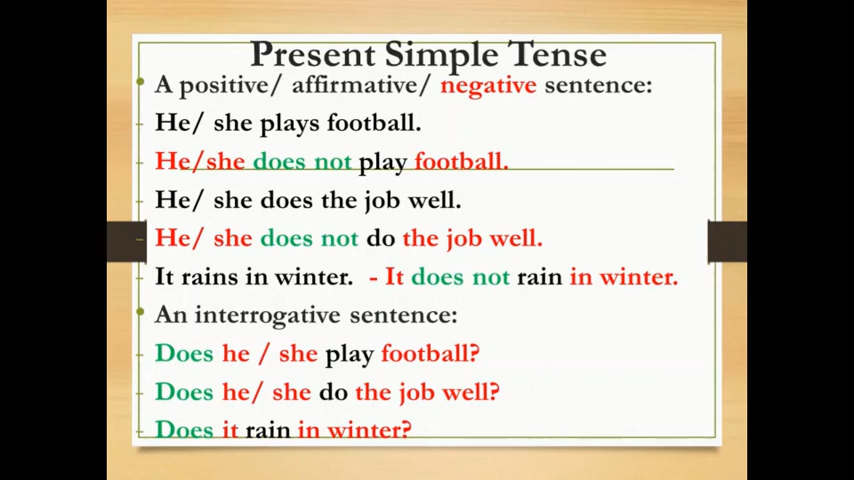 Present Simple Tense
• A positive/ affirmative/ negative sentence:
- He/ she plays football.
- He/she does not play football.
- He/ she does the job well.
- He/ she does not do the job well.
- It rains in winter. - It does not rain in winter.
• An interrogative sentence:
- Does he / she play football?
- Does he/ she do the job well?
- Does it rain in winter?